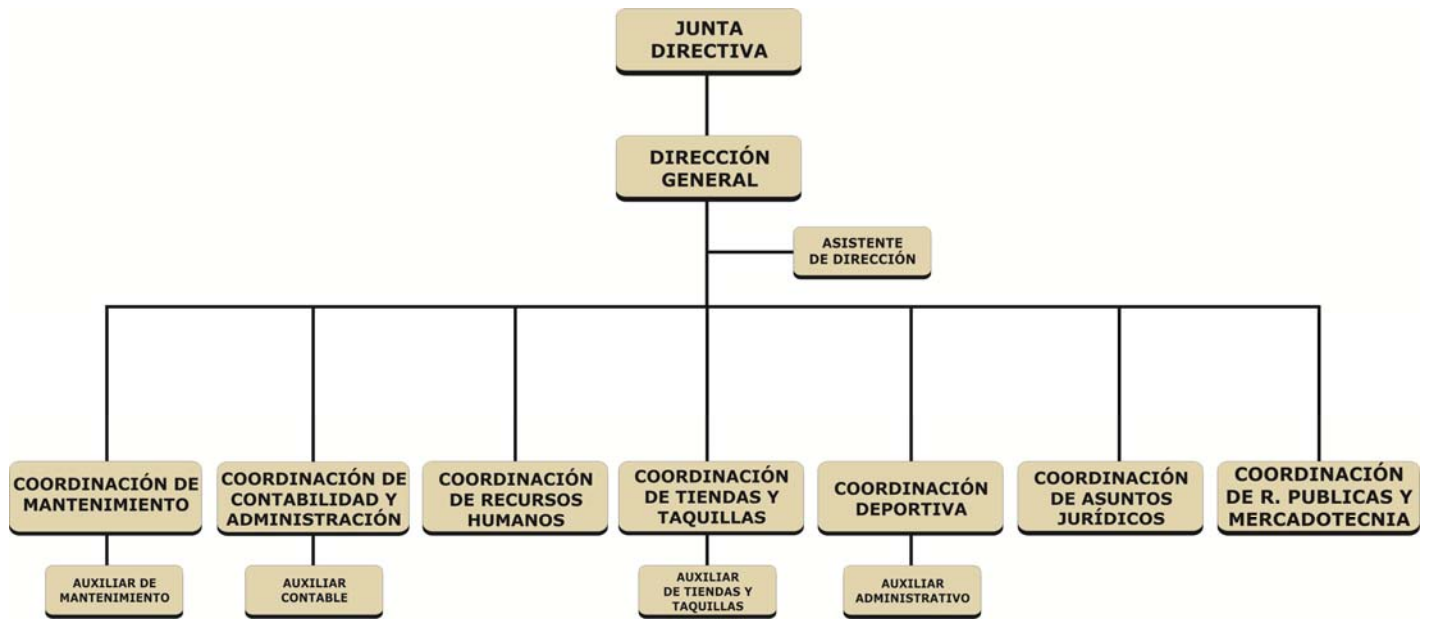 JUNTA
DIRECTIVA
DIRECCIÓN
GENERAL
ASISTENTE
DE DIRECCIÓN
COORDINACIÓN DE
MANTENIMIENTO
COORDINACIÓN DE
CONTABILIDAD Y
ADMINISTRACIÓN
COORDINACIÓN
DE RECURSOS
HUMANOS
COORDINACIÓN
DE TIENDAS Y
TAQUILLAS
COORDINACIÓN
DEPORTIVA
COORDINACIÓN
DE ASUNTOS
JURÍDICOS
COORDINACIÓN
DE R. PUBLICAS Y
MERCADOTECNIA
AUXILIAR DE
MANTENIMIENTO
AUXILIAR
CONTABLE
AUXILIAR
DE TIENDAS Y
TAQUILLAS
AUXILIAR
ADMINISTRATIVO